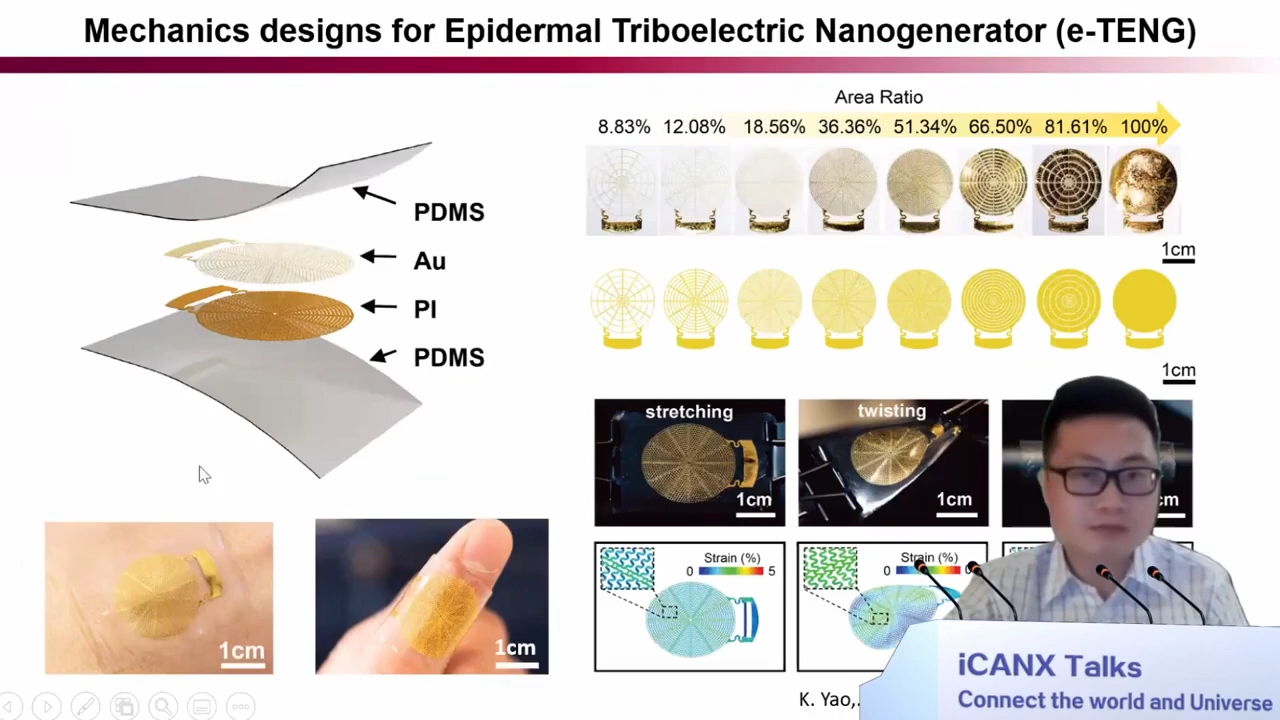 Mechanics designs for Epidermal Triboelectric Nanogenerator (e-TENG)
Area Ratio
8.83% 12.08% 18.56% 36.36% 51.34% 66.50% 81.61% 100%
PDMS
Au
PI
PDMS
1cm
1cm
stretching
twisting
1cm
1cm
cm
Strain (%)
0 5
Strain (%)
0
1cm
1cm
K. Yao,.
iCANX Talks
Connect the world and Universe